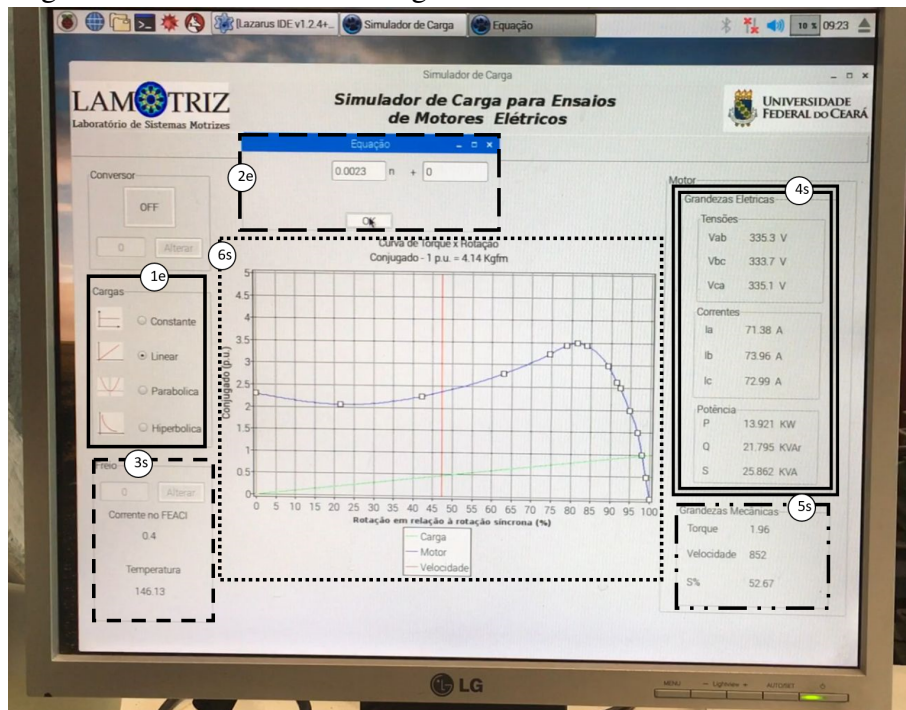 [Lazarus IDE v1.2.4+... Simulador de Carga Equação 10 % 09:23
Simulador de Carga
LAMOTRIZ
Laboratório de Sistemas Motrizes
Simulador de Carga para Ensaios
de Motores Elétricos
UNIVERSIDADE
FEDERAL DO CEARÁ
Equação
2e
0.0023 n + 0
OK
Conversor
OFF
0 Alterar
1e
Cargas
Constante
Linear
Parabolica
Hiperbolica
3s
Freio
0 Alterar
Corrente no FEACI
0.4
Temperatura
146.13
6s
Curva de Torque x Rotação
Conjugado - 1 p.u. = 4.14 Kgfm
Conjugado (p.u.)
5
4.5
4
3.5
3
2.5
2
1.5
1
0.5
0
0 5 10 15 20 25 30 35 40 45 50 55 60 65 70 75 80 85 90 95 100
Rotação em relação à rotação síncrona (%)
Carga
Motor
Velocidade
Motor
4s
Grandezas Eletricas
Tensões
Vab 335.3 V
Vbc 333.7 V
Vca 335.1 V
Correntes
Ia 71.38 A
Ib 73.96 A
Ic 72.99 A
Potência
P 13.921 KW
Q 21.795 KVAr
S 25.862 KVA
5s
Grandezas Mecânicas
Torque 1.96
Velocidade 852
S% 52.67
LG
MENU - Lightview + AUTO/SET